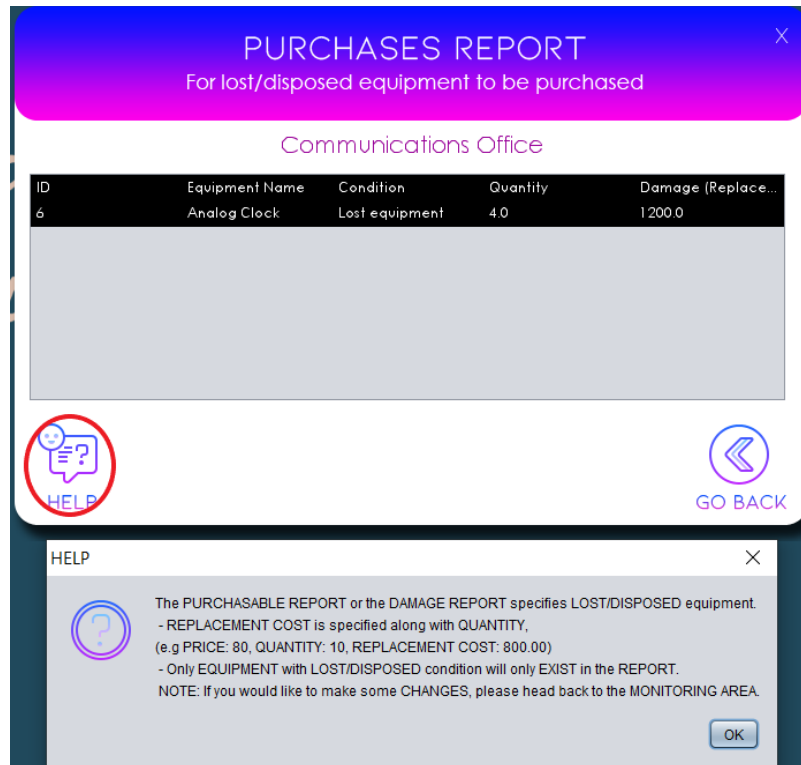 PURCHASES REPORT X
For lost/disposed equipment to be purchased
Communications Office
ID Equipment Name Condition Quantity Damage (Replace...
6 Analog Clock Lost equipment 4.0 1200.0
HELP GO BACK
HELP
The PURCHASABLE REPORT or the DAMAGE REPORT specifies LOST/DISPOSED equipment.
- REPLACEMENT COST is specified along with QUANTITY,
(e.g PRICE: 80, QUANTITY: 10, REPLACEMENT COST: 800.00)
- Only EQUIPMENT with LOST/DISPOSED condition will only EXIST in the REPORT.
NOTE: If you would like to make some CHANGES, please head back to the MONITORING AREA.
OK